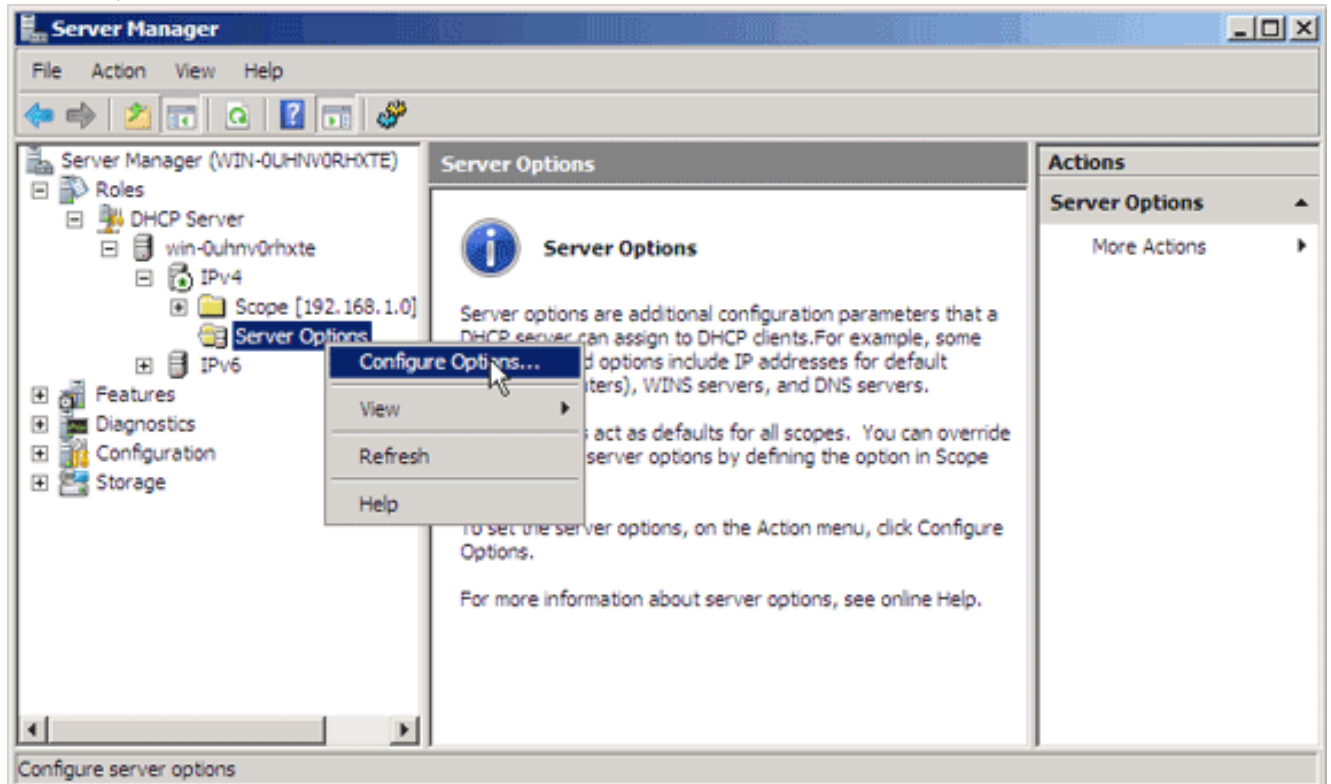 Server Manager
File Action View Help
Server Manager (WIN-0UHNV0RHXTE)
Roles
DHCP Server
win-0uhnv0rhxte
IPv4
Scope [192.168.1.0]
Server Options
IPv6
Features
Diagnostics
Configuration
Storage
Configure Options...
View
Refresh
Help
Server Options
Server Options
Server options are additional configuration parameters that a
DHCP server can assign to DHCP clients.For example, some
options include IP addresses for default
WINS servers, and DNS servers.
act as defaults for all scopes. You can override
server options by defining the option in Scope
To set the server options, on the Action menu, click Configure
Options.
For more information about server options, see online Help.
Actions
Server Options
More Actions
Configure server options